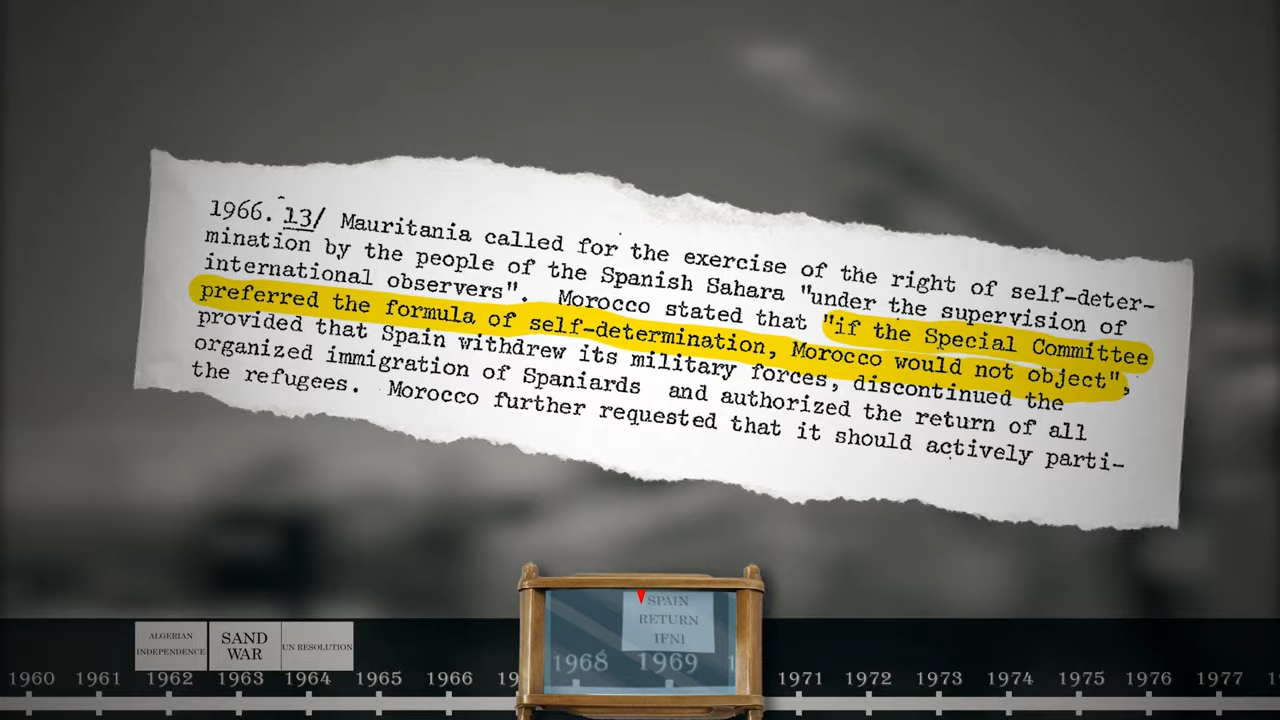 1966. 13/ Mauritania called for the exercise of the right of self-deter-
mination by the people of the Spanish Sahara "under the supervision of
international observers". Morocco stated that "if the Special Committee
preferred the formula of self-determination, Morocco would not object",
provided that Spain withdrew its military forces, discontinued the
organized immigration of Spaniards and authorized the return of all
the refugees. Morocco further requested that it should actively parti-
ALGERIAN
INDEPENDENCE
SAND
WAR
UN RESOLUTION
SPAIN
RETURN
IFNI
1960 1961 1962 1963 1964 1965 1966 19 1968 1969 1 1971 1972 1973 1974 1975 1976 1977 1